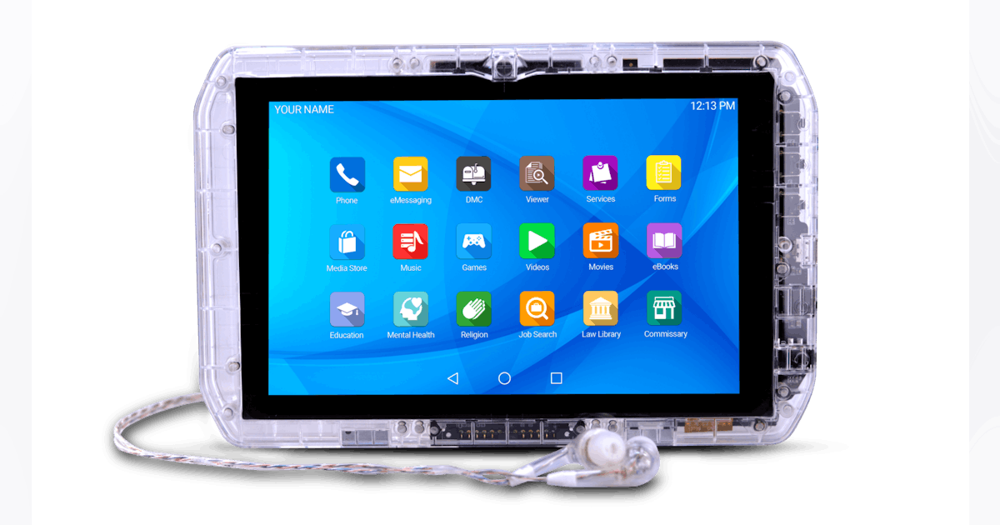 YOUR NAME 12:13 PM
Phone eMessaging DMC Viewer Services Forms
Media Store Music Games Videos Movies eBooks
Education Mental Health Religion Job Search Law Library Commissary